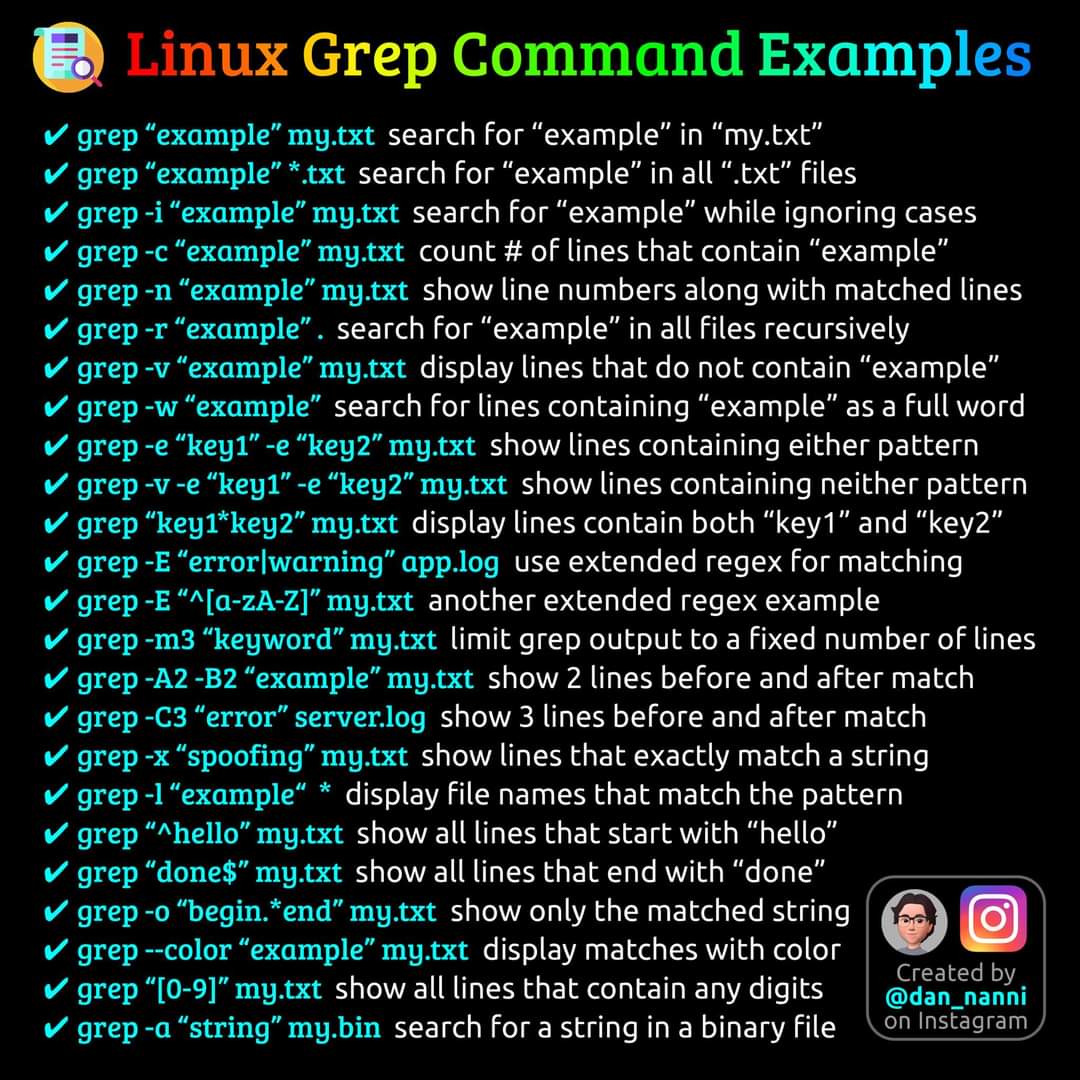 Linux Grep Command Examples
✔ grep “example” my.txt search for “example” in “my.txt”
✔ grep “example” *.txt search for “example” in all “.txt” files
✔ grep -i “example” my.txt search for “example” while ignoring cases
✔ grep -c “example” my.txt count # of lines that contain “example”
✔ grep -n “example” my.txt show line numbers along with matched lines
✔ grep -r “example” . search for “example” in all files recursively
✔ grep -v “example” my.txt display lines that do not contain “example”
✔ grep -w “example” search for lines containing “example” as a full word
✔ grep -e “key1” -e “key2” my.txt show lines containing either pattern
✔ grep -v -e “key1” -e “key2” my.txt show lines containing neither pattern
✔ grep “key1*key2” my.txt display lines contain both “key1” and “key2”
✔ grep -E “error|warning” app.log use extended regex for matching
✔ grep -E “^[a-zA-Z]” my.txt another extended regex example
✔ grep -m3 “keyword” my.txt limit grep output to a fixed number of lines
✔ grep -A2 -B2 “example” my.txt show 2 lines before and after match
✔ grep -C3 “error” server.log show 3 lines before and after match
✔ grep -x “spoofing” my.txt show lines that exactly match a string
✔ grep -l “example“ * display file names that match the pattern
✔ grep “^hello” my.txt show all lines that start with “hello”
✔ grep “done$” my.txt show all lines that end with “done”
✔ grep -o “begin.*end” my.txt show only the matched string
✔ grep --color “example” my.txt display matches with color
✔ grep “[0-9]” my.txt show all lines that contain any digits
✔ grep -a “string” my.bin search for a string in a binary file
Created by
@dan_nanni
on Instagram